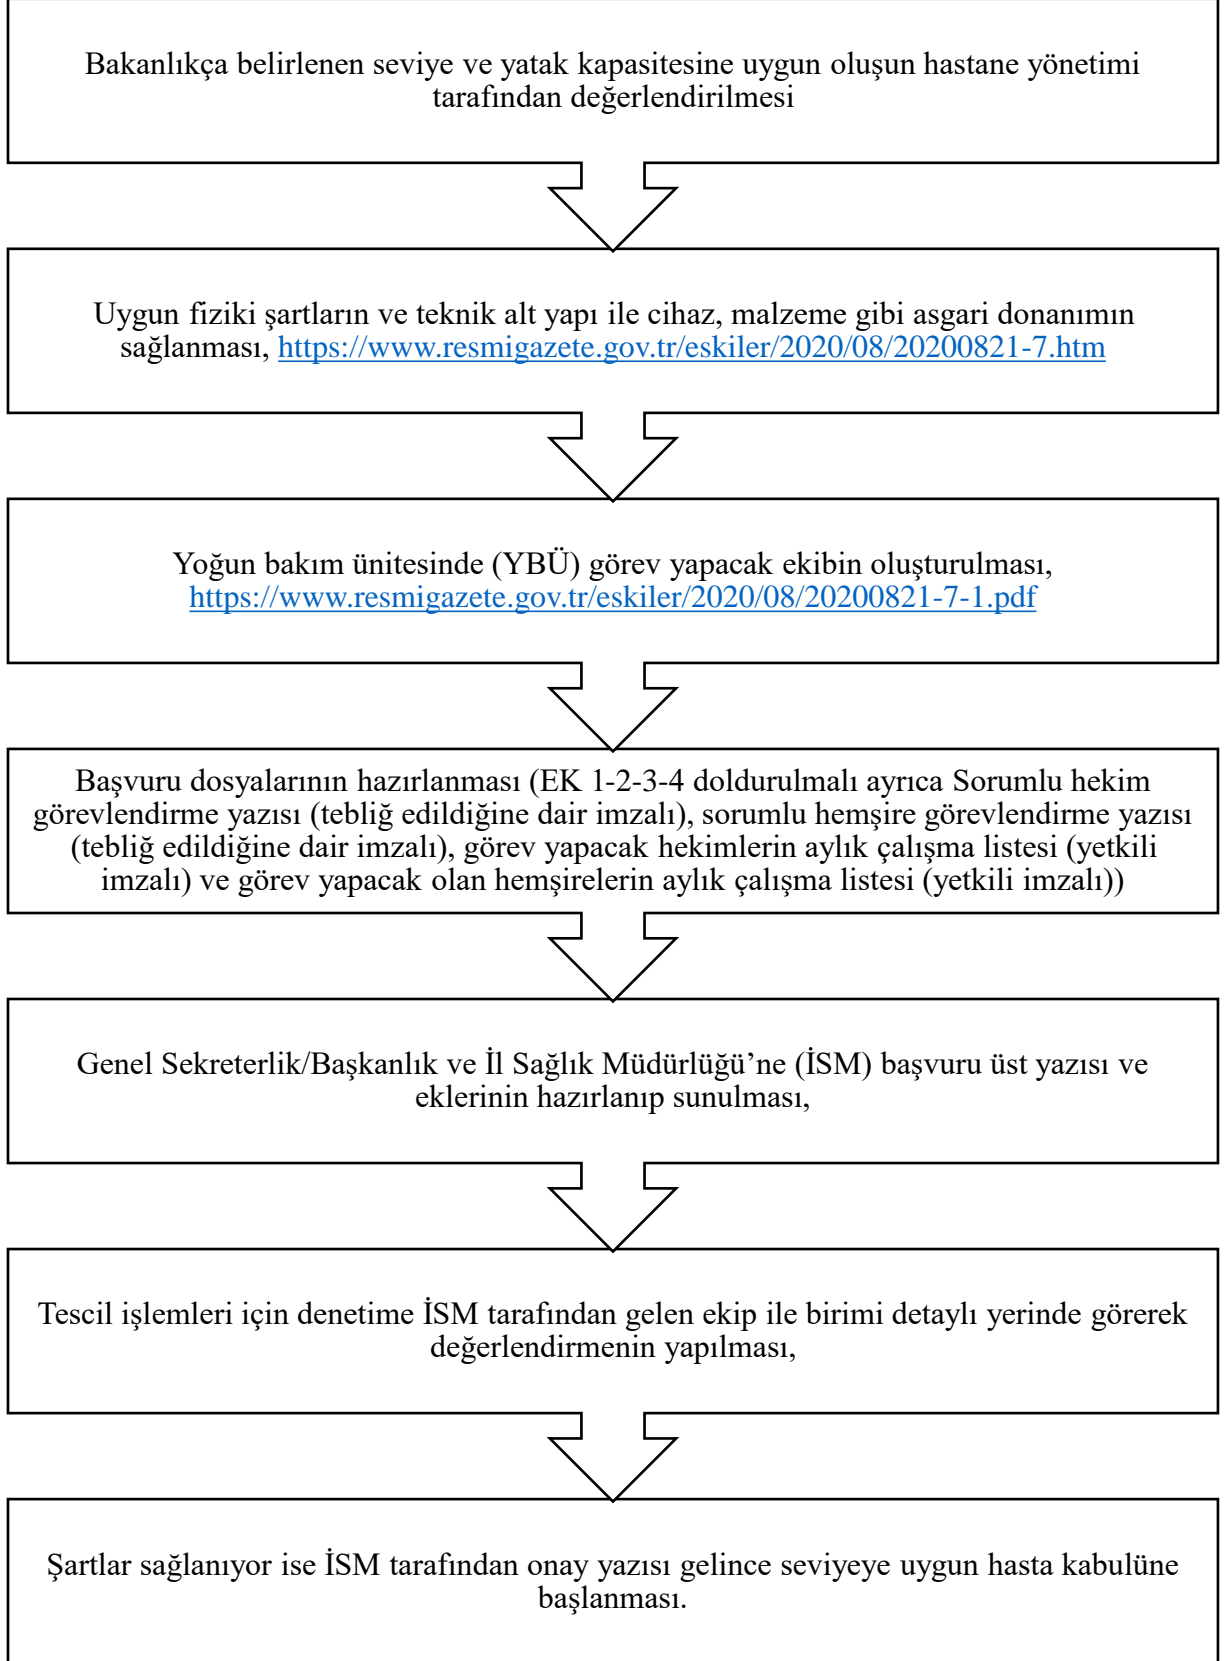 Bakanlıkça belirlenen seviye ve yatak kapasitesine uygun oluşun hastane yönetimi
tarafından değerlendirilmesi
Uygun fiziki şartların ve teknik alt yapı ile cihaz, malzeme gibi asgari donanımın
sağlanması, https://www.resmigazete.gov.tr/eskiler/2020/08/20200821-7.htm
Yoğun bakım ünitesinde (YBÜ) görev yapacak ekibin oluşturulması,
https://www.resmigazete.gov.tr/eskiler/2020/08/20200821-7-1.pdf
Başvuru dosyalarının hazırlanması (EK 1-2-3-4 doldurulmalı ayrıca Sorumlu hekim
görevlendirme yazısı (tebliğ edildiğine dair imzalı), sorumlu hemşire görevlendirme yazısı
(tebliğ edildiğine dair imzalı), görev yapacak hekimlerin aylık çalışma listesi (yetkili
imzalı) ve görev yapacak olan hemşirelerin aylık çalışma listesi (yetkili imzalı))
Genel Sekreterlik/Başkanlık ve İl Sağlık Müdürlüğü’ne (İSM) başvuru üst yazısı ve
eklerinin hazırlanıp sunulması,
Tescil işlemleri için denetime İSM tarafından gelen ekip ile birimi detaylı yerinde görerek
değerlendirmenin yapılması,
Şartlar sağlanıyor ise İSM tarafından onay yazısı gelince seviyeye uygun hasta kabulüne
başlanması.